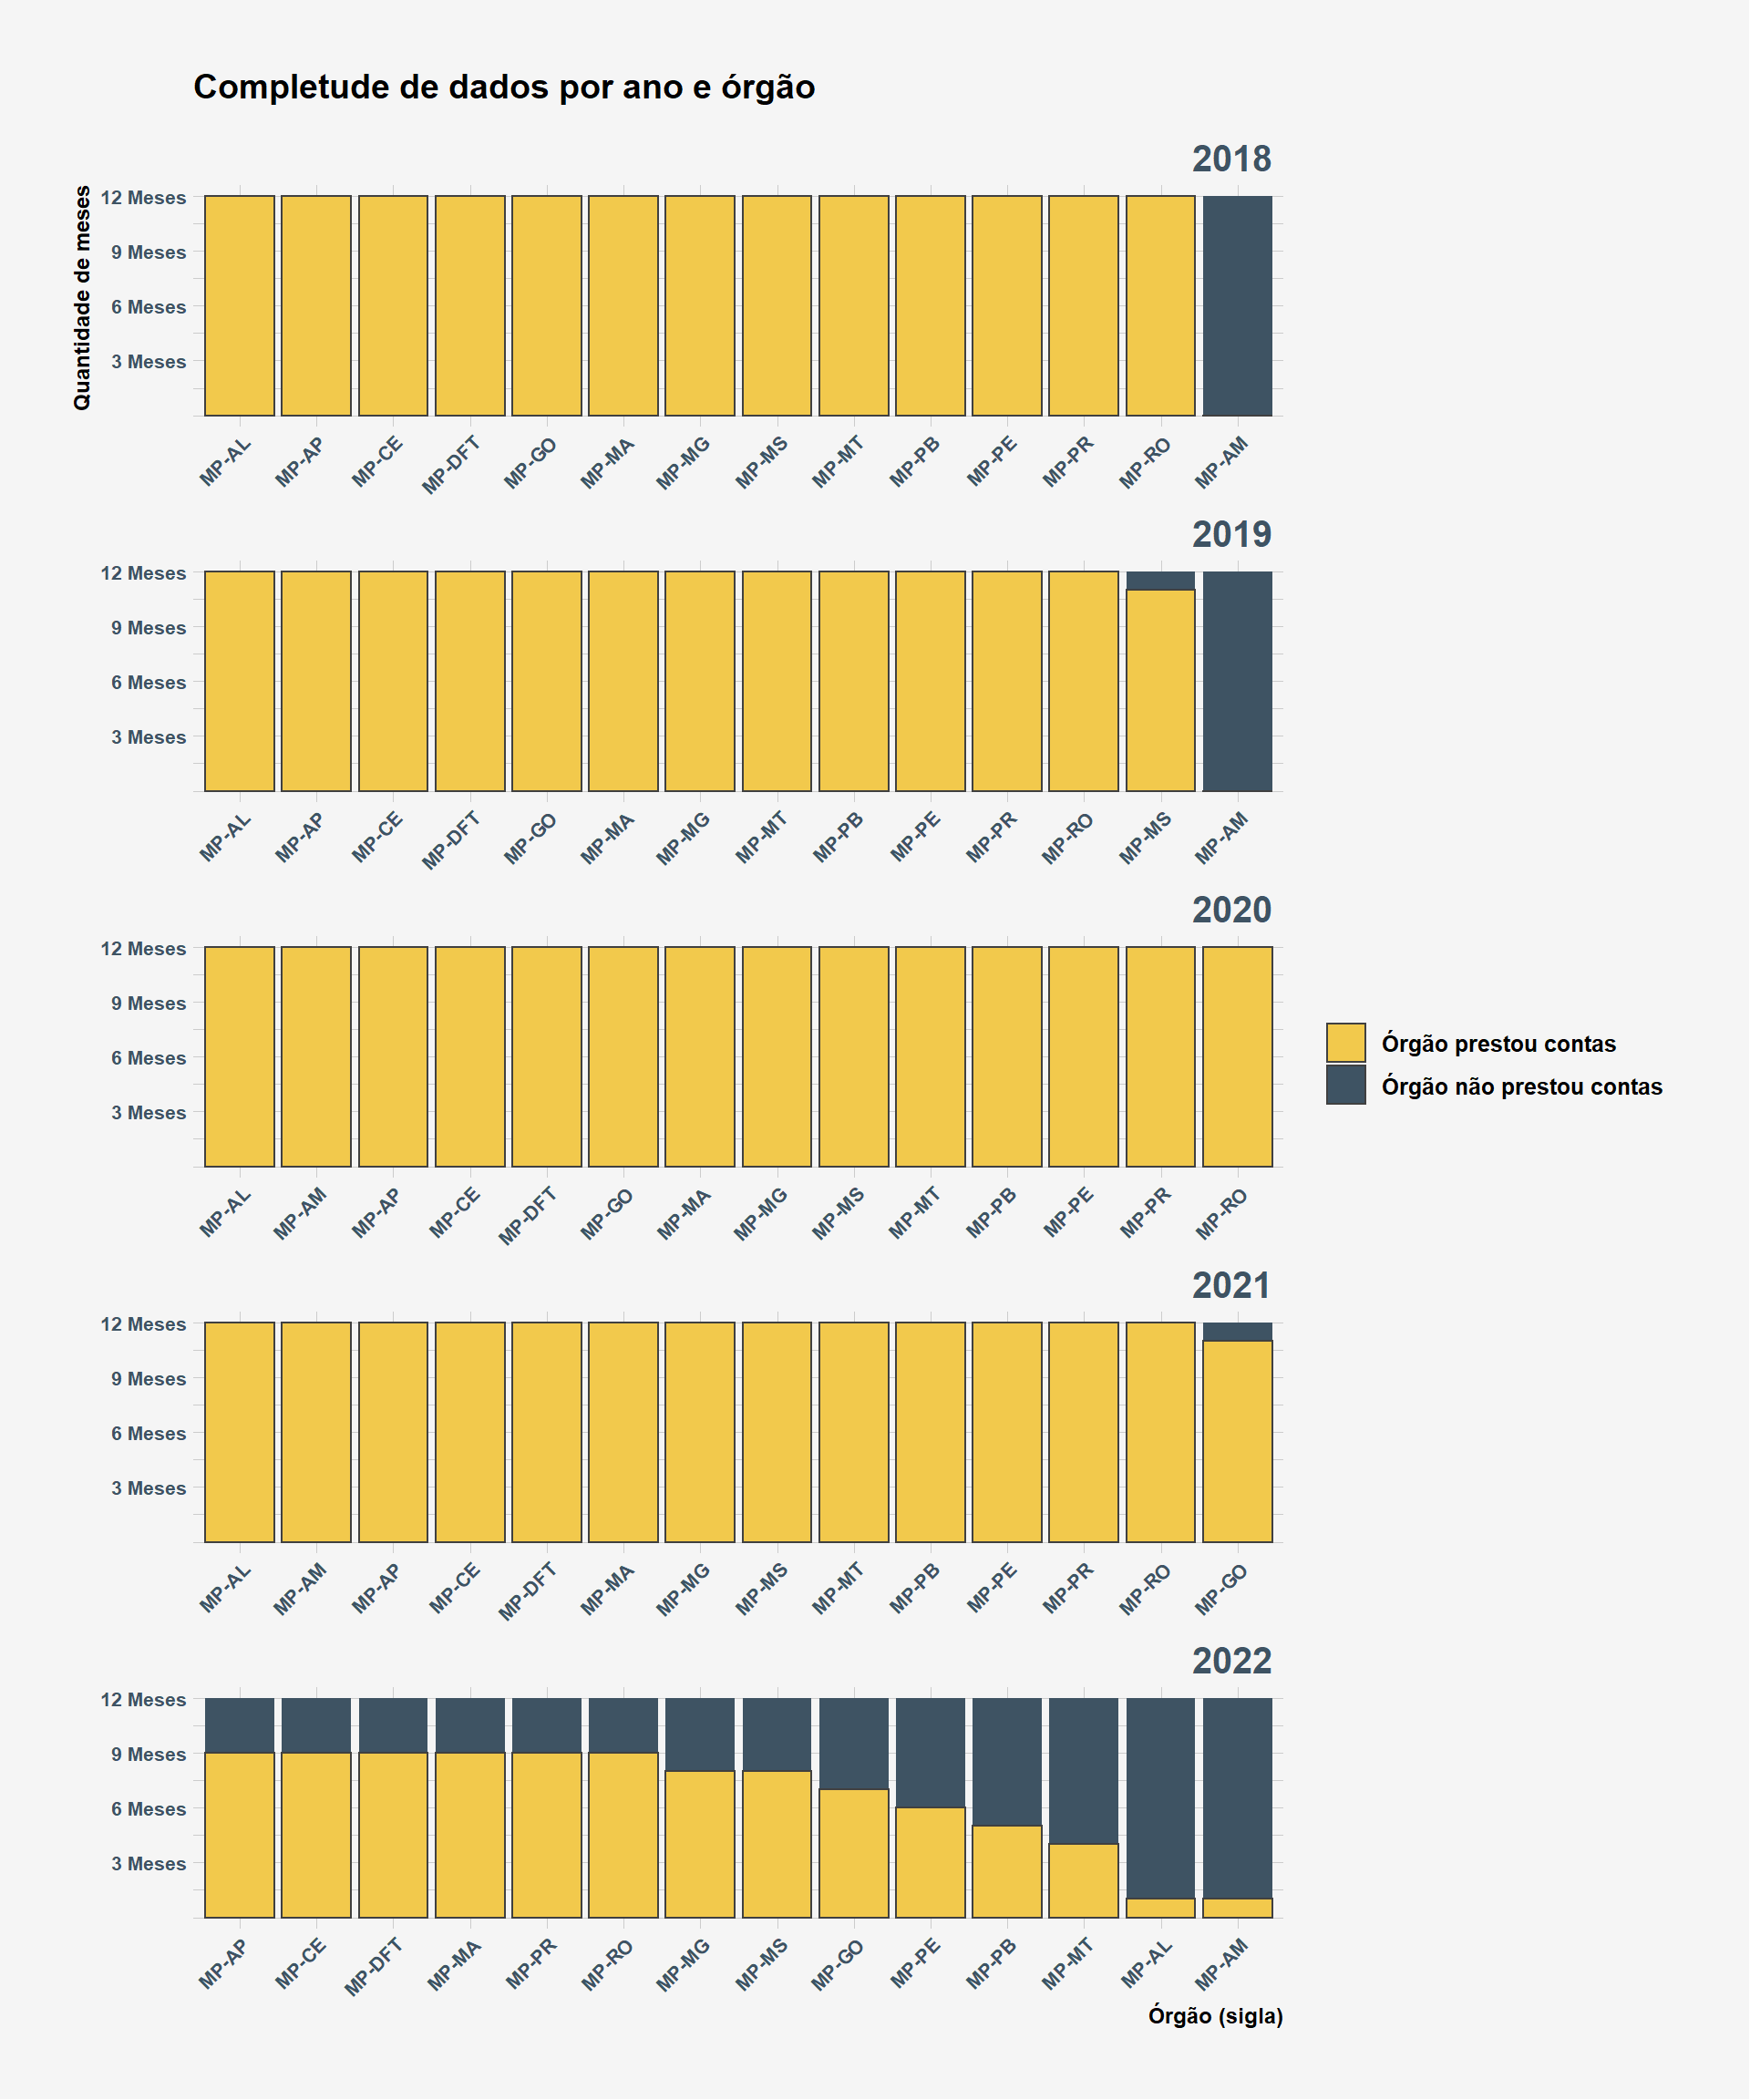 Completude de dados por ano e órgão
Quantidade de meses
2018
12 Meses
9 Meses
6 Meses
3 Meses
MP-AL MP-AP MP-CE MP-DFT MP-GO MP-MA MP-MG MP-MS MP-MT MP-PB MP-PE MP-PR MP-RO MP-AM
2019
12 Meses
9 Meses
6 Meses
3 Meses
MP-AL MP-AP MP-CE MP-DFT MP-GO MP-MA MP-MG MP-MT MP-PB MP-PE MP-PR MP-RO MP-MS MP-AM
2020
12 Meses
9 Meses
6 Meses
3 Meses
MP-AL MP-AM MP-AP MP-CE MP-DFT MP-GO MP-MA MP-MG MP-MS MP-MT MP-PB MP-PE MP-PR MP-RO
Órgão prestou contas
Órgão não prestou contas
2021
12 Meses
9 Meses
6 Meses
3 Meses
MP-AL MP-AM MP-AP MP-CE MP-DFT MP-MA MP-MG MP-MS MP-MT MP-PB MP-PE MP-PR MP-RO MP-GO
2022
12 Meses
9 Meses
6 Meses
3 Meses
MP-AP MP-CE MP-DFT MP-MA MP-PR MP-RO MP-MG MP-MS MP-GO MP-PE MP-PB MP-MT MP-AL MP-AM
Órgão (sigla)